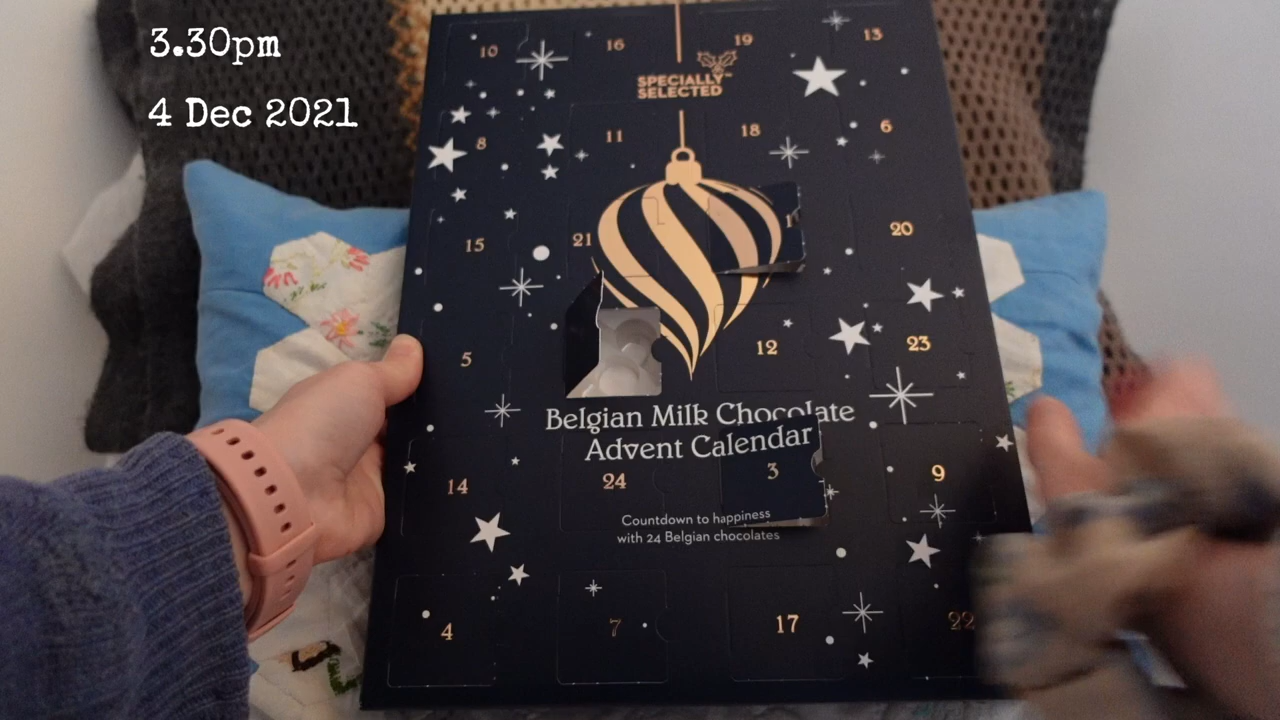 3.30pm
4 Dec 2021
10
16
19
13
SPECIALLY™
SELECTED
8
11
18
6
15
21
1
20
5
12
23
Belgian Milk Chocolate
Advent Calendar
14
24
3
9
Countdown to happiness
with 24 Belgian chocolates
4
7
17
22